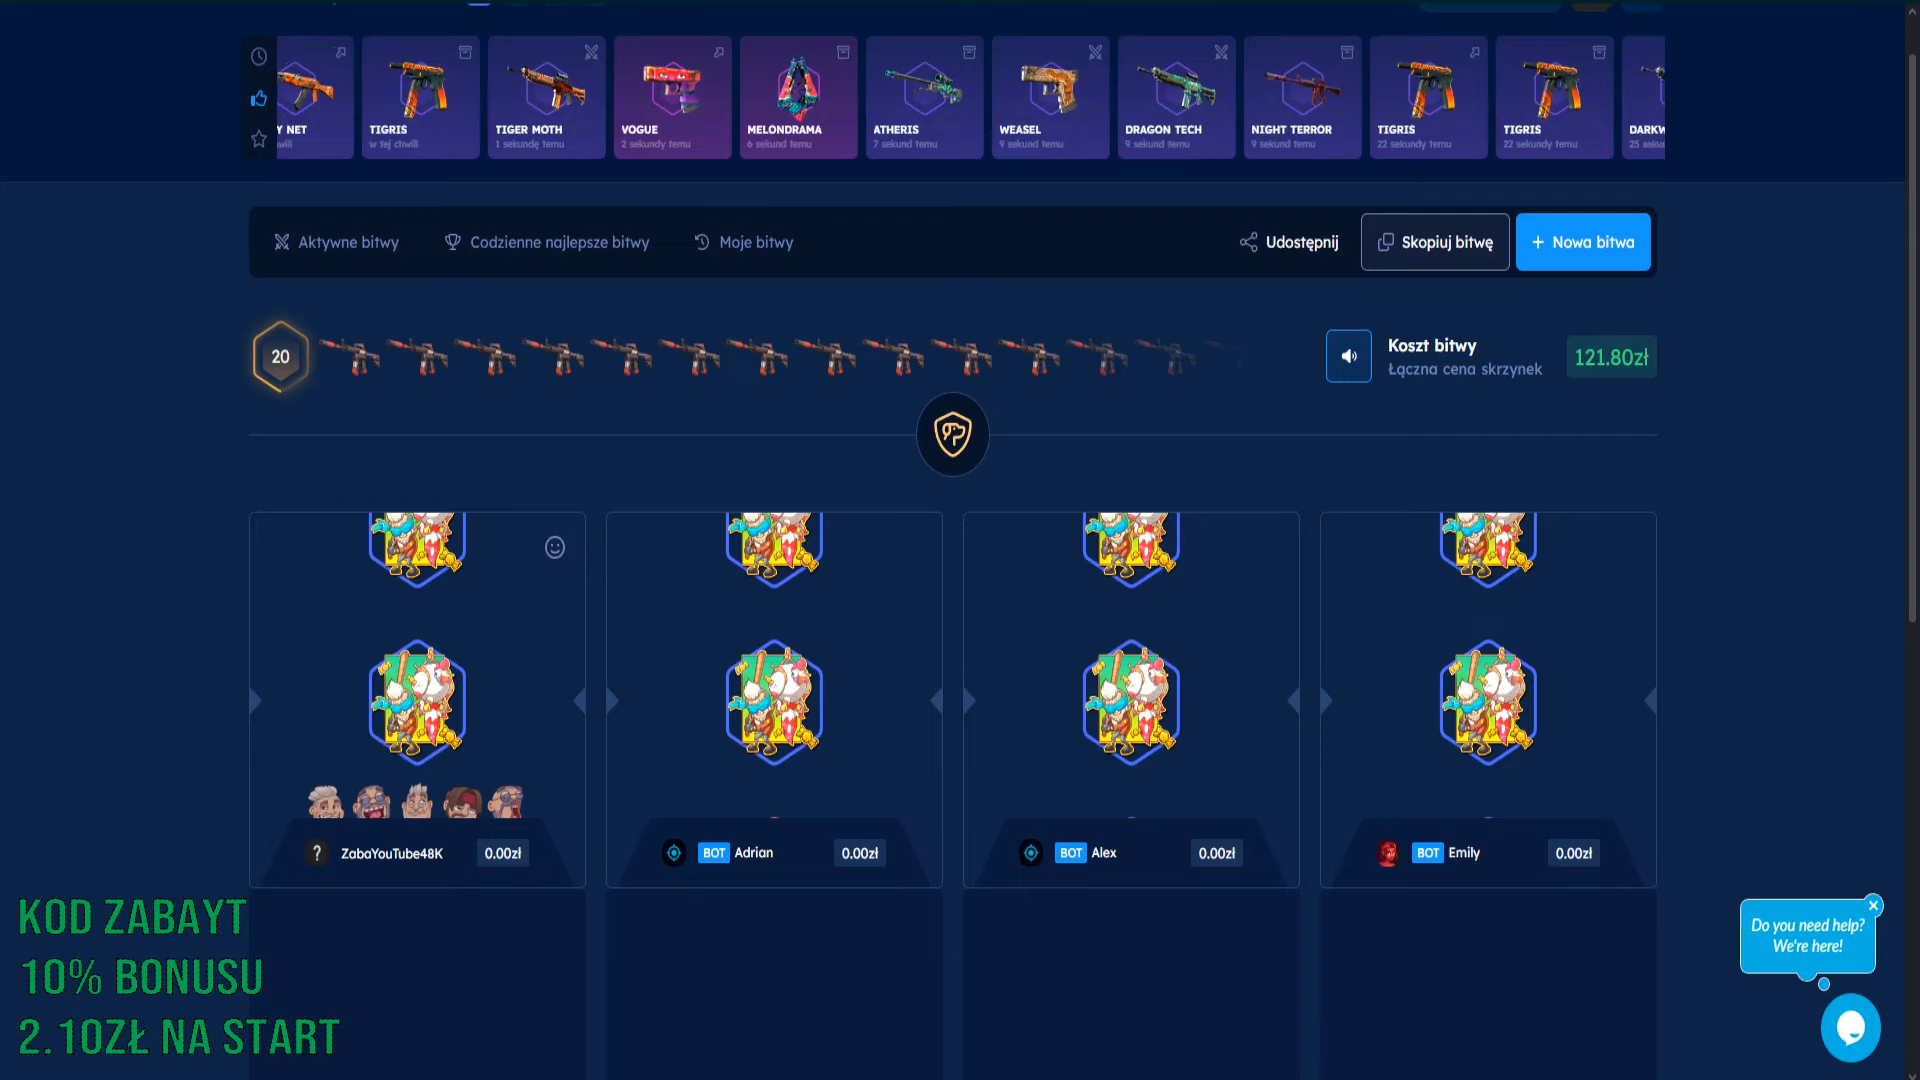 Y NET
TIGRIS
w tej chwili
TIGER MOTH
1 sekundę temu
VOGUE
2 sekundy temu
MELONDRAMA
6 sekund temu
ATHERIS
7 sekund temu
WEASEL
9 sekund temu
DRAGON TECH
9 sekund temu
NIGHT TERROR
9 sekund temu
TIGRIS
22 sekundy temu
TIGRIS
22 sekundy temu
DARKW
Aktywne bitwy
Codzienne najlepsze bitwy
Moje bitwy
Udostępnij
Skopiuj bitwę
+ Nowa bitwa
20
Koszt bitwy
Łączna cena skrzynek
121.80zł
?
ZabaYouTube48K
0.00zł
BOT Adrian
0.00zł
BOT Alex
0.00zł
BOT Emily
0.00zł
KOD ZABAYT
10% BONUSU
2.10ZŁ NA START
Do you need help?
We're here!